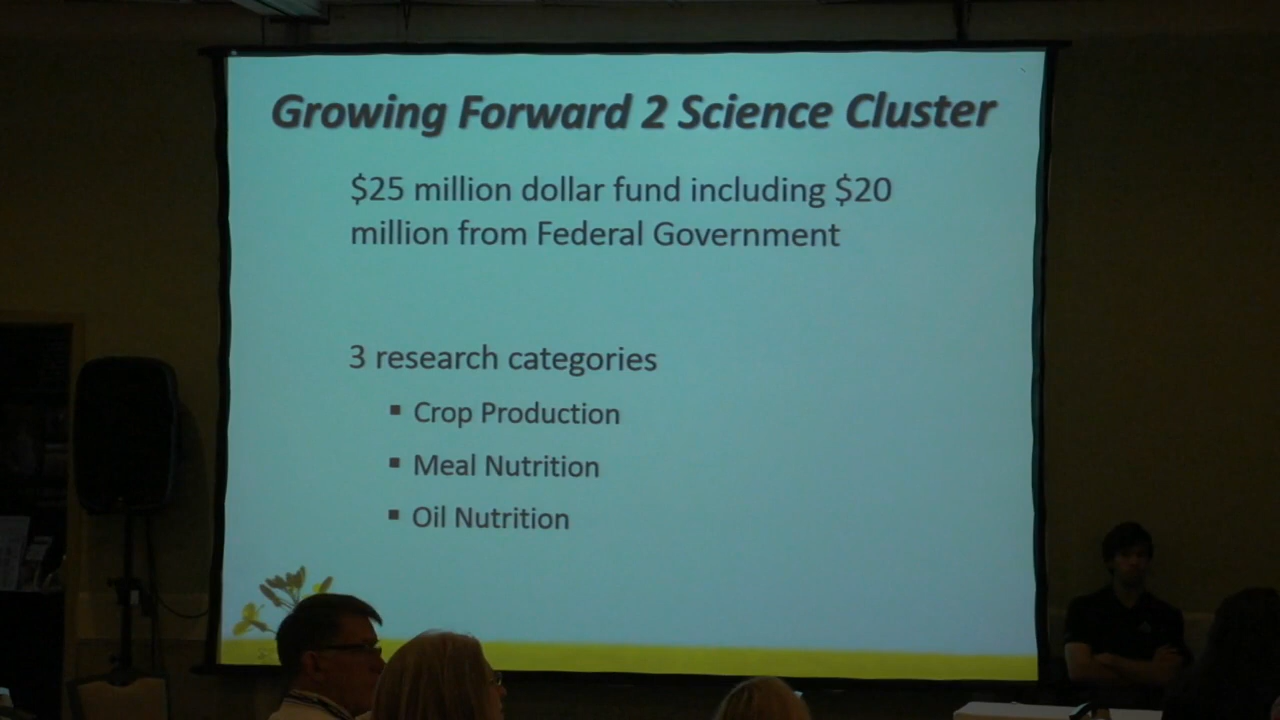 Growing Forward 2 Science Cluster
$25 million dollar fund including $20
million from Federal Government
3 research categories
▪ Crop Production
▪ Meal Nutrition
▪ Oil Nutrition